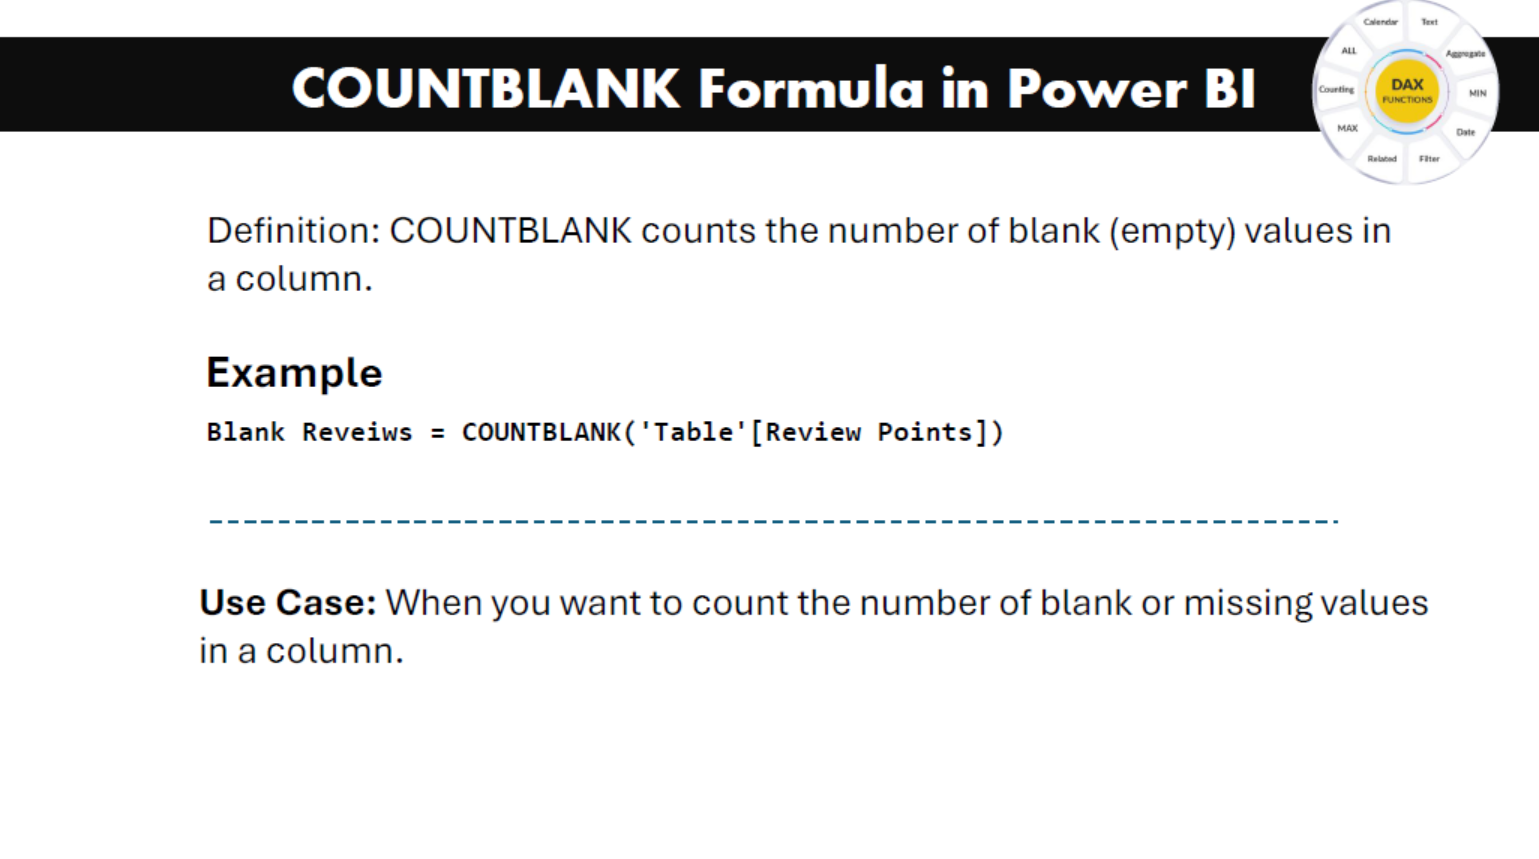 COUNTBLANK Formula in Power BI
Calendar
Text
ALL
Aggregate
Counting
DAX
FUNCTIONS
MIN
MAX
Date
Related
Filter
Definition: COUNTBLANK counts the number of blank (empty) values in
a column.
Example
Blank Reveiws = COUNTBLANK('Table'[Review Points])
Use Case: When you want to count the number of blank or missing values
in a column.